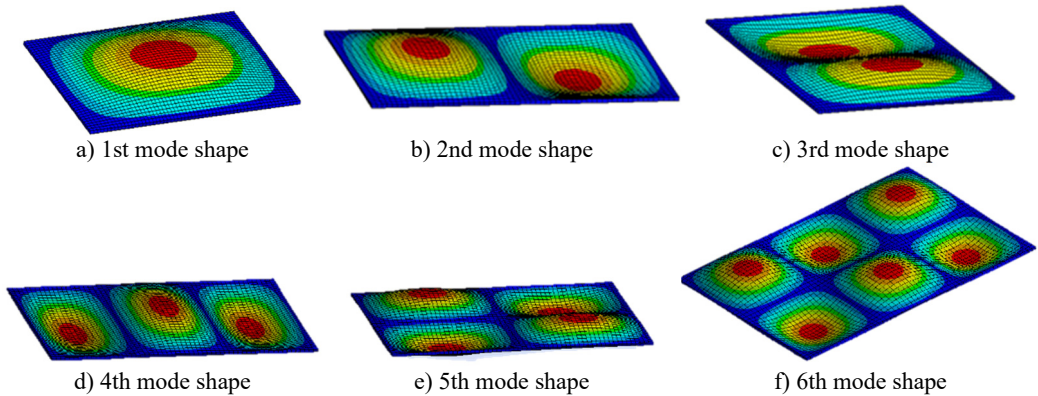 a) 1st mode shape
b) 2nd mode shape
c) 3rd mode shape
d) 4th mode shape
e) 5th mode shape
f) 6th mode shape